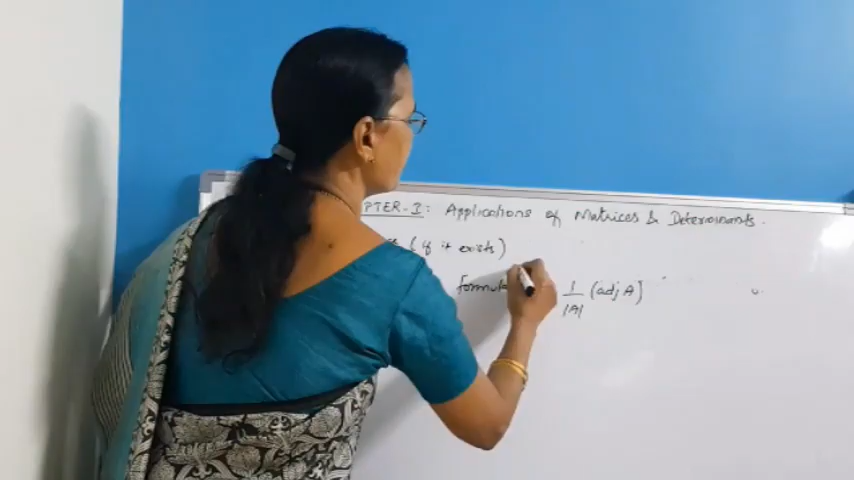 PTER-I: Applications of Matrices & Determinants.
(if it exists)
formula 1/|A| (adj A)